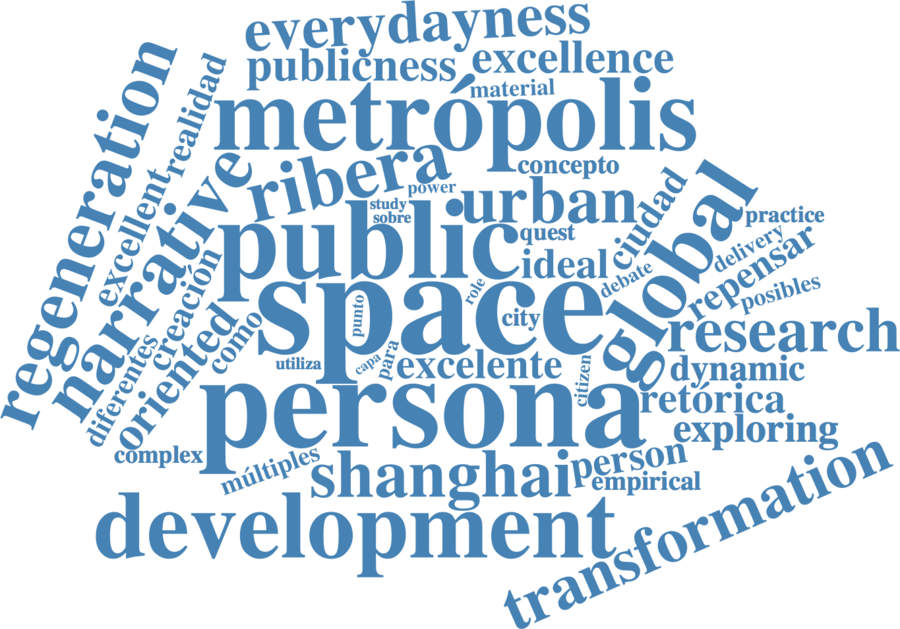 everydayness
publicness
excellence
material
metrópolis
regeneration
realidad
excellent
narrative
ribera
concepto
power
study
sobre
urban
public
quest
ciudad
global
practice
ideal
debate
delivery
repensar
posibles
creación
space
role
city
punto
diferentes
oriented
como
utiliza
capa
para
excelente
citizen
research
dynamic
persona
retórica
exploring
complex
múltiples
shanghai
person
empirical
development
transformation